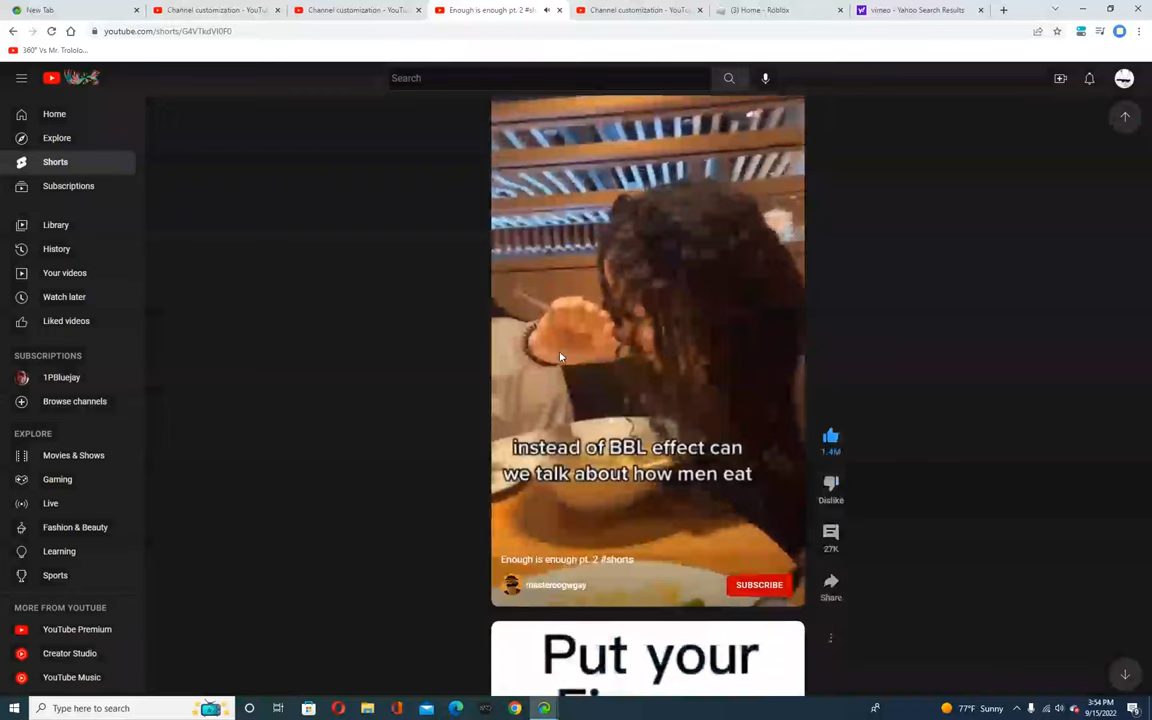 New Tab
Channel customization - YouTu
Channel customization - YouTu
Enough is enough pt. 2 #sh
Channel customization - YouTu
(3) Home - Roblox
vimeo - Yahoo Search Results
youtube.com/shorts/G4VTkdVI0F0
360° Vs Mr. Trololo...
Search
Home
Explore
Shorts
Subscriptions
Library
History
Your videos
Watch later
Liked videos
SUBSCRIPTIONS
1PBluejay
Browse channels
EXPLORE
Movies & Shows
Gaming
Live
Fashion & Beauty
Learning
Sports
MORE FROM YOUTUBE
YouTube Premium
Creator Studio
YouTube Music
instead of BBL effect can
we talk about how men eat
Enough is enough pt. 2 #shorts
masteroogwgay
SUBSCRIBE
1.4M
Dislike
27K
Share
Put your
Type here to search
77°F Sunny
3:54 PM
9/15/2022